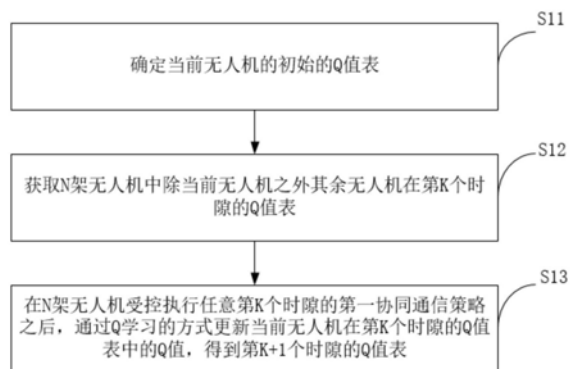 S11
确定当前无人机的初始的Q值表
S12
获取N架无人机中除当前无人机之外其余无人机在第K个时
隙的Q值表
S13
在N架无人机受控执行任意第K个时隙的第一协同通信策略
之后，通过Q学习的方式更新当前无人机在第K个时隙的Q值
表中的Q值，得到第K+1个时隙的Q值表